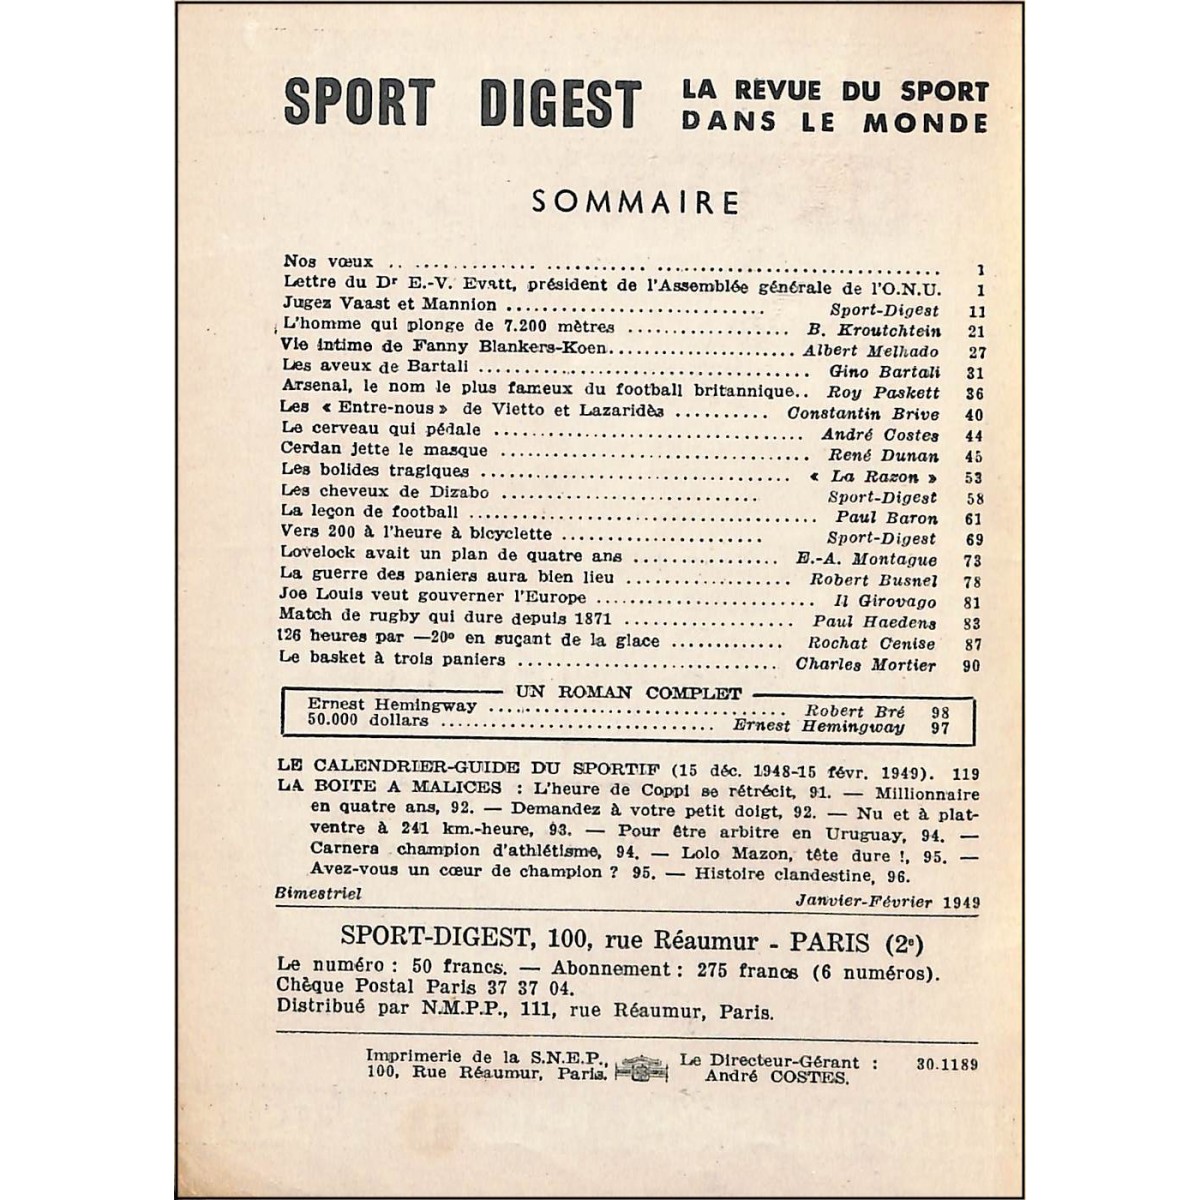 SPORT DIGEST LA REVUE DU SPORT
DANS LE MONDE
SOMMAIRE
Nos vœux .. ............. .......... ............................. 1
Lettre du Dr E.-V. Evatt, président de l'Assemblée générale de l'O.N.U. 1
Jugez Vaast et Mannion .......................... Sport-Digest 11
L'homme qui plonge de 7.200 mètres ................ B. Kroutchtein 21
Vie intime de Fanny Blankers-Koen.................... Albert Melhado 27
Les aveux de Bartali ................................. Gino Bartali 31
Arsenal, le nom le plus fameux du football britannique.. Roy Paskett 36
Les « Entre-nous » de Vietto et Lazaridès .......... Constantin Brive 40
Le cerveau qui pédale ................................. André Costes 44
Cerdan jette le masque ................................. René Dunan 45
Les bolides tragiques ................................. « La Razon » 53
Les cheveux de Dizabo ........................... Sport-Digest 58
La leçon de football ..................................... Paul Baron 61
Vers 200 à l'heure à bicyclette ..................... Sport-Digest 69
Lovelock avait un plan de quatre ans ............... E.-A. Montague 73
La guerre des paniers aura bien lieu ................. Robert Busnel 78
Joe Louis veut gouverner l'Europe ....................... Il Girovago 81
Match de rugby qui dure depuis 1871 .................. Paul Haedens 83
126 heures par —20° en suçant de la glace ............. Rochat Cenise 87
Le basket à trois paniers ............................ Charles Mortier 90
UN ROMAN COMPLET
Ernest Hemingway ................................ Robert Bré 98
50.000 dollars ............................. Ernest Hemingway 97
LE CALENDRIER-GUIDE DU SPORTIF (15 déc. 1948-15 févr. 1949). 119
LA BOITE A MALICES : L'heure de Coppi se rétrécit, 91. — Millionnaire
en quatre ans, 92. — Demandez à votre petit doigt, 92. — Nu et à plat-
ventre à 241 km.-heure, 93. — Pour être arbitre en Uruguay, 94. —
Carnera champion d'athlétisme, 94. — Lolo Mazon, tête dure !, 95. —
Avez-vous un cœur de champion ? 95. — Histoire clandestine, 96.
Bimestriel Janvier-Février 1949
SPORT-DIGEST, 100, rue Réaumur - PARIS (2e)
Le numéro : 50 francs. — Abonnement : 275 francs (6 numéros).
Chèque Postal Paris 37 37 04.
Distribué par N.M.P.P., 111, rue Réaumur, Paris.
Imprimerie de la S.N.E.P., Le Directeur-Gérant : 30.1189
100, Rue Réaumur, Paris. André COSTES.